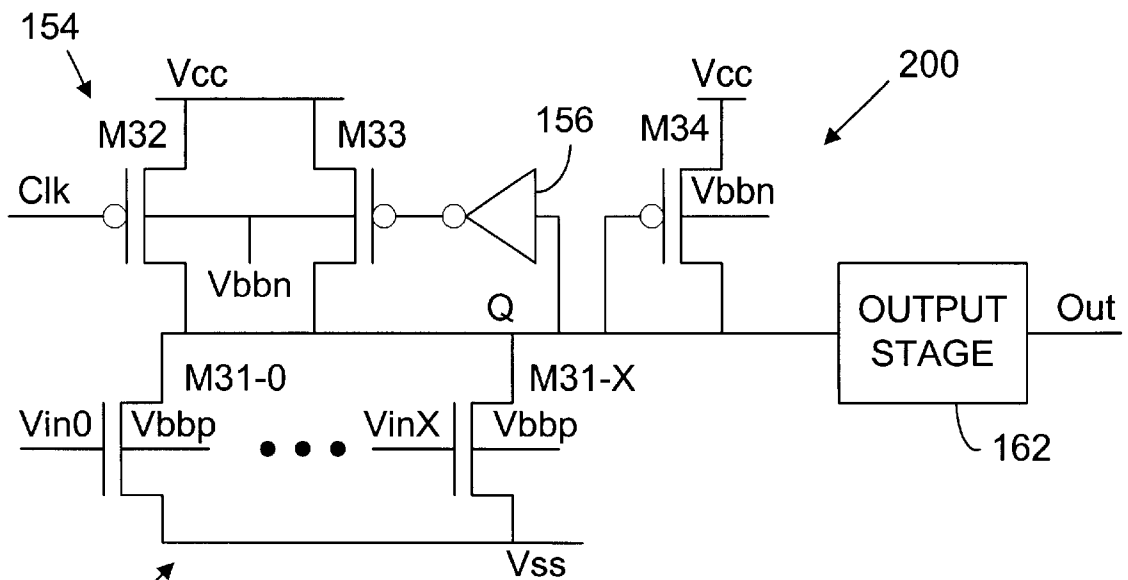 154
Vcc
Vcc
200
M32
M33
156
M34
Clk
Vbbn
Vbbn
Q
OUTPUT
STAGE
Out
M31-0
M31-X
Vin0
Vbbp
VinX
Vbbp
162
Vss